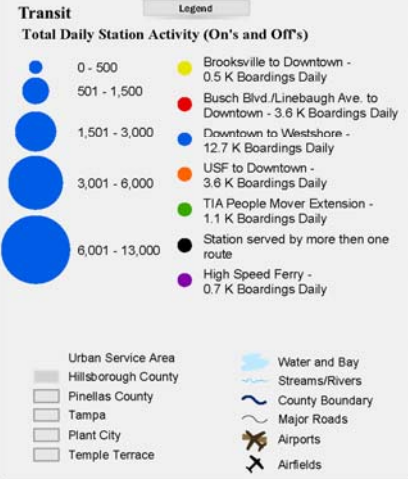 Legend
Transit
Total Daily Station Activity (On's and Off's)
0 - 500
501 - 1,500
1,501 - 3,000
3,001 - 6,000
6,001 - 13,000
Brooksville to Downtown -
0.5 K Boardings Daily
Busch Blvd./Linebaugh Ave. to
Downtown - 3.6 K Boardings Daily
Downtown to Westshore -
12.7 K Boardings Daily
USF to Downtown -
3.6 K Boardings Daily
TIA People Mover Extension -
1.1 K Boardings Daily
Station served by more then one
route
High Speed Ferry -
0.7 K Boardings Daily
Urban Service Area
Hillsborough County
Pinellas County
Tampa
Plant City
Temple Terrace
Water and Bay
Streams/Rivers
County Boundary
Major Roads
Airports
Airfields